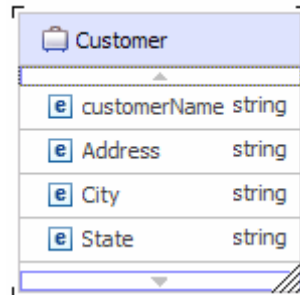 Customer
e customerName string
e Address string
e City string
e State string